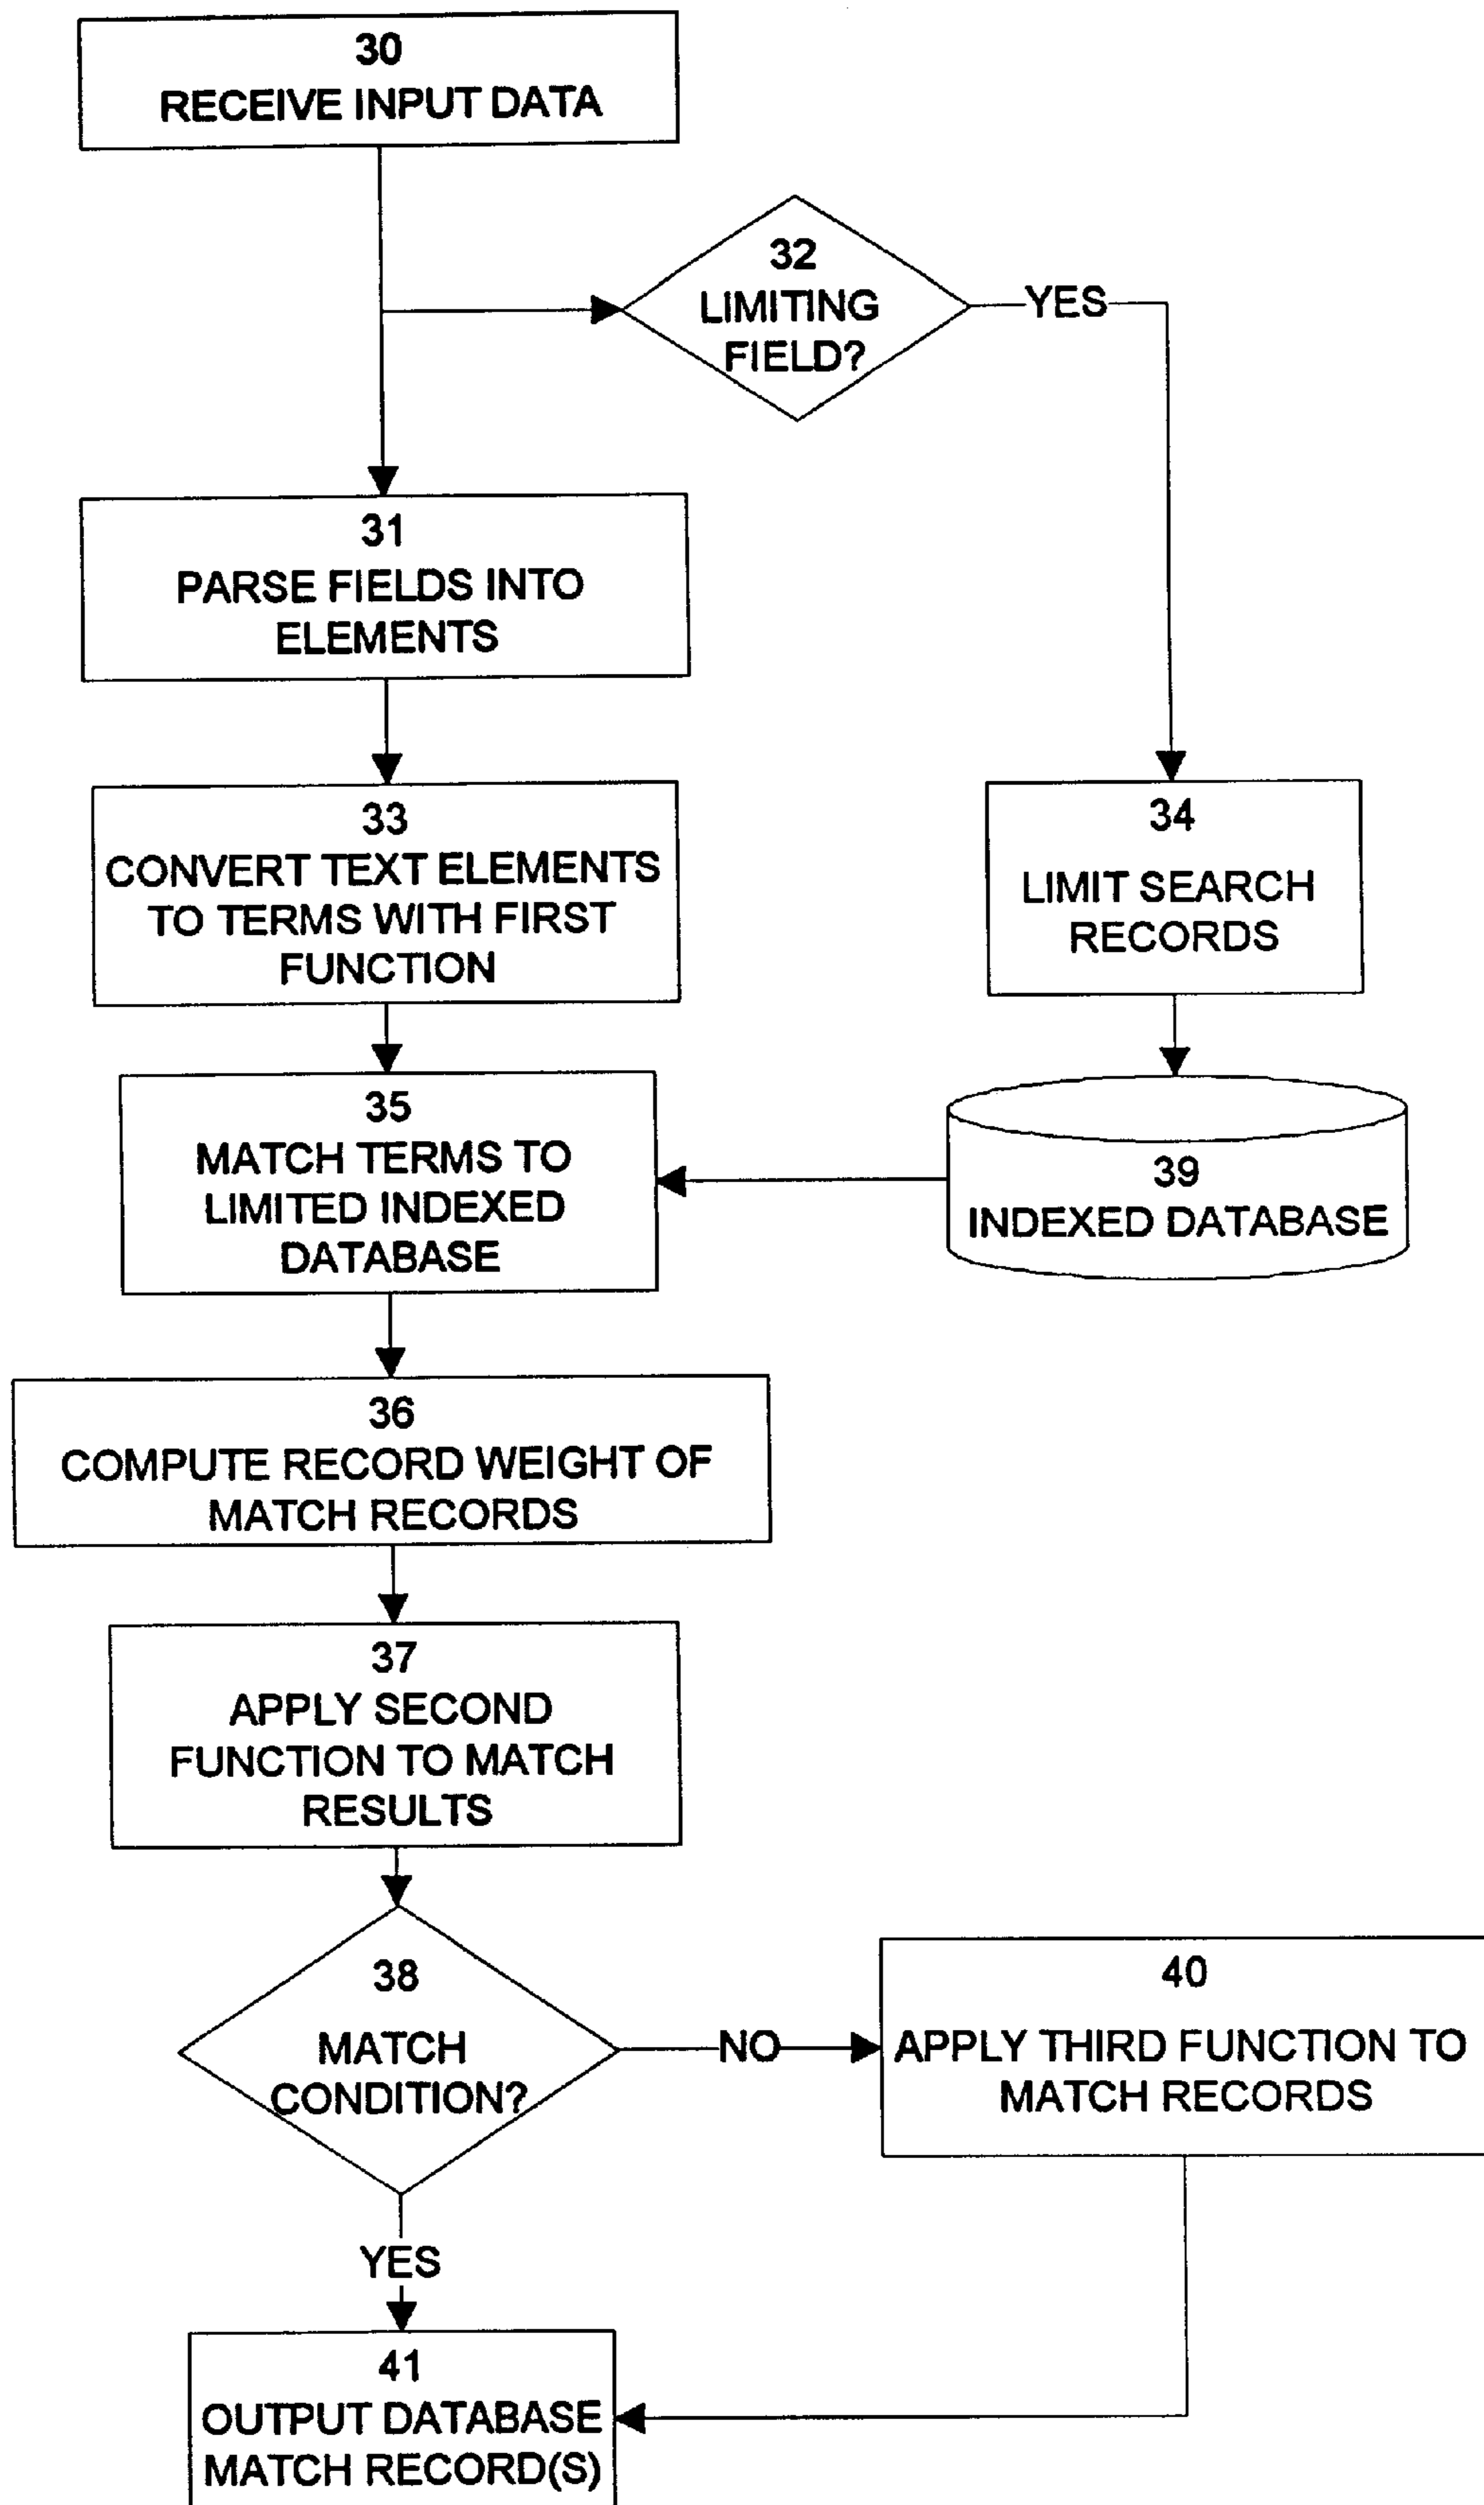 30
RECEIVE INPUT DATA
32
LIMITING
FIELD?
YES
31
PARSE FIELDS INTO
ELEMENTS
33
CONVERT TEXT ELEMENTS
TO TERMS WITH FIRST
FUNCTION
34
LIMIT SEARCH
RECORDS
35
MATCH TERMS TO
LIMITED INDEXED
DATABASE
39
INDEXED DATABASE
36
COMPUTE RECORD WEIGHT OF
MATCH RECORDS
37
APPLY SECOND
FUNCTION TO MATCH
RESULTS
38
MATCH
CONDITION?
NO
40
APPLY THIRD FUNCTION TO
MATCH RECORDS
YES
41
OUTPUT DATABASE
MATCH RECORD(S)